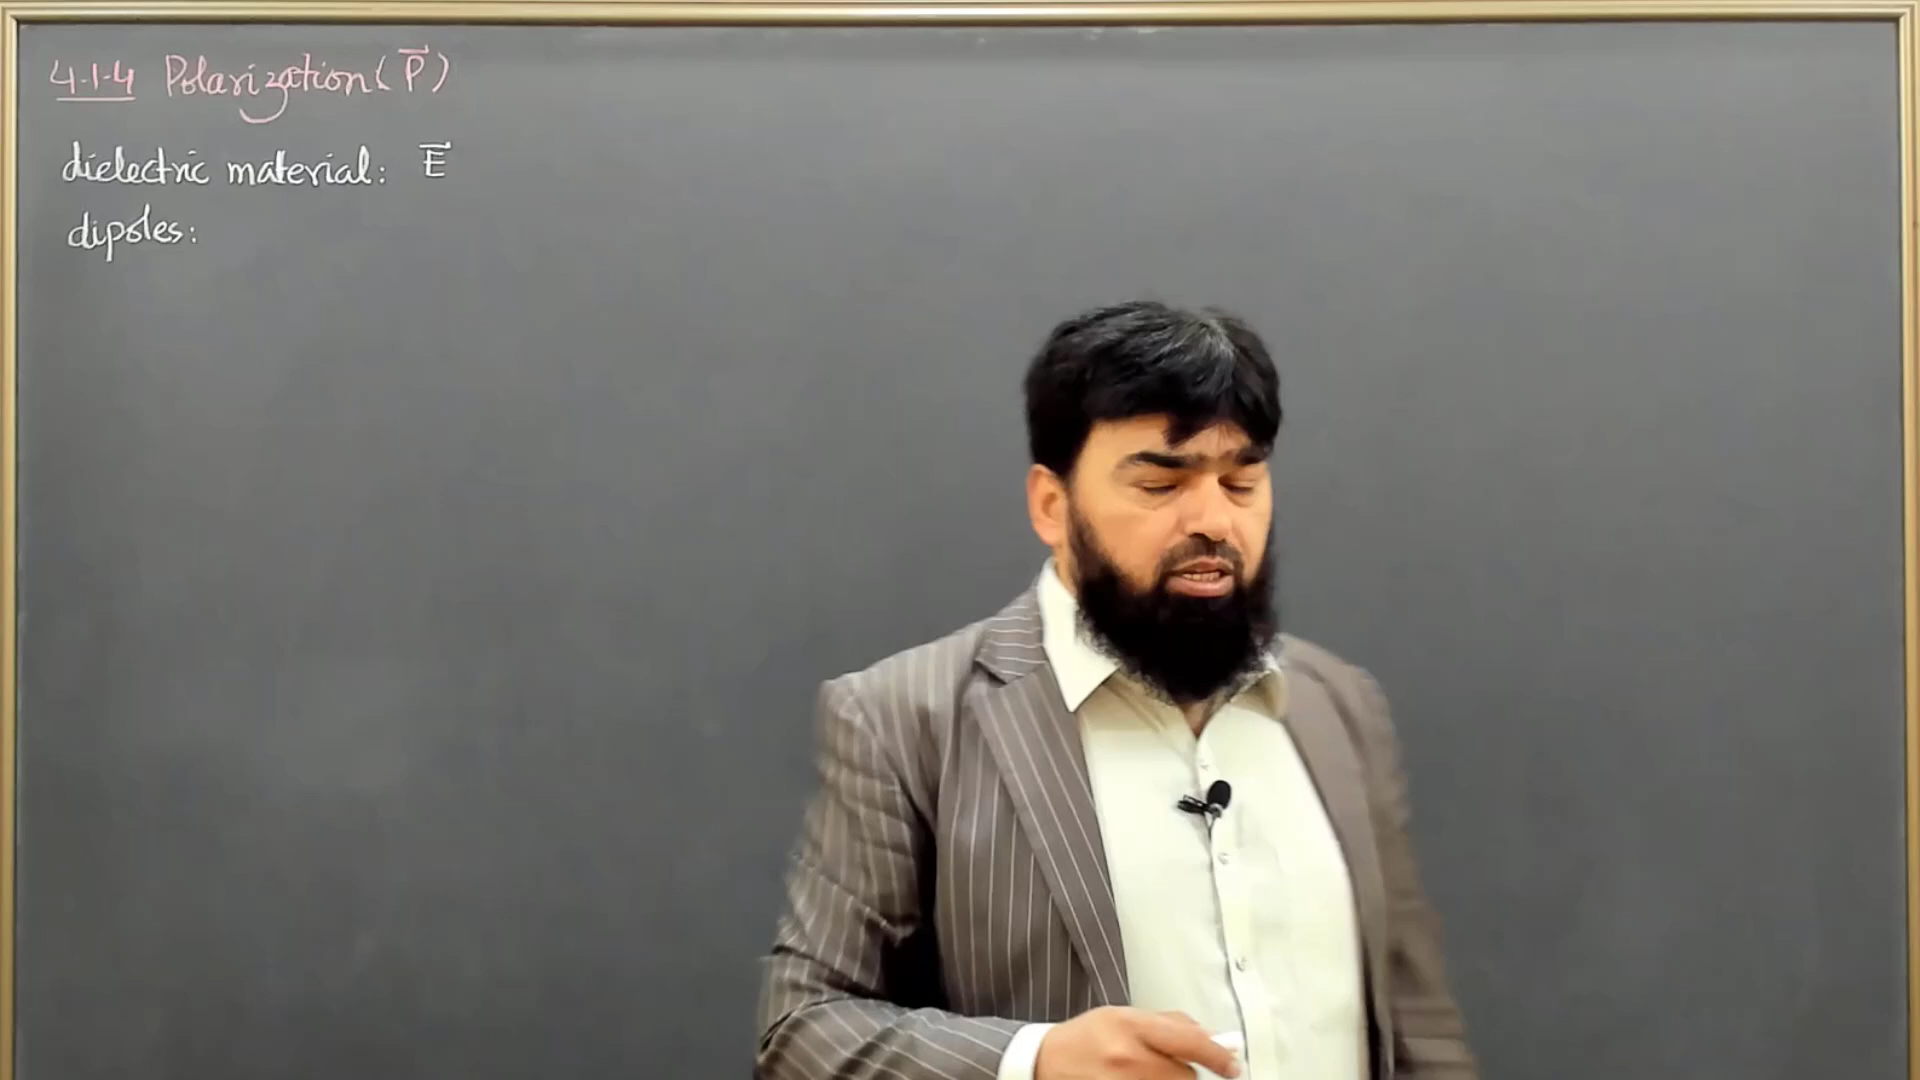 4.1.4 Polarization (P⃗)
dielectric material: E⃗
dipoles: